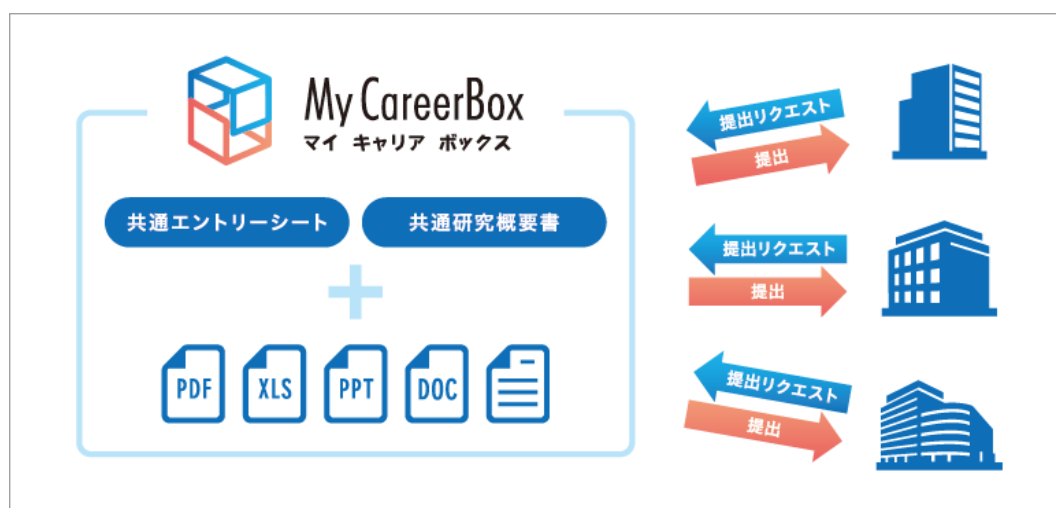 My CareerBox
マイ キャリア ボックス
共通エントリーシート
共通研究概要書
PDF
XLS
PPT
DOC
提出リクエスト
提出
提出リクエスト
提出
提出リクエスト
提出